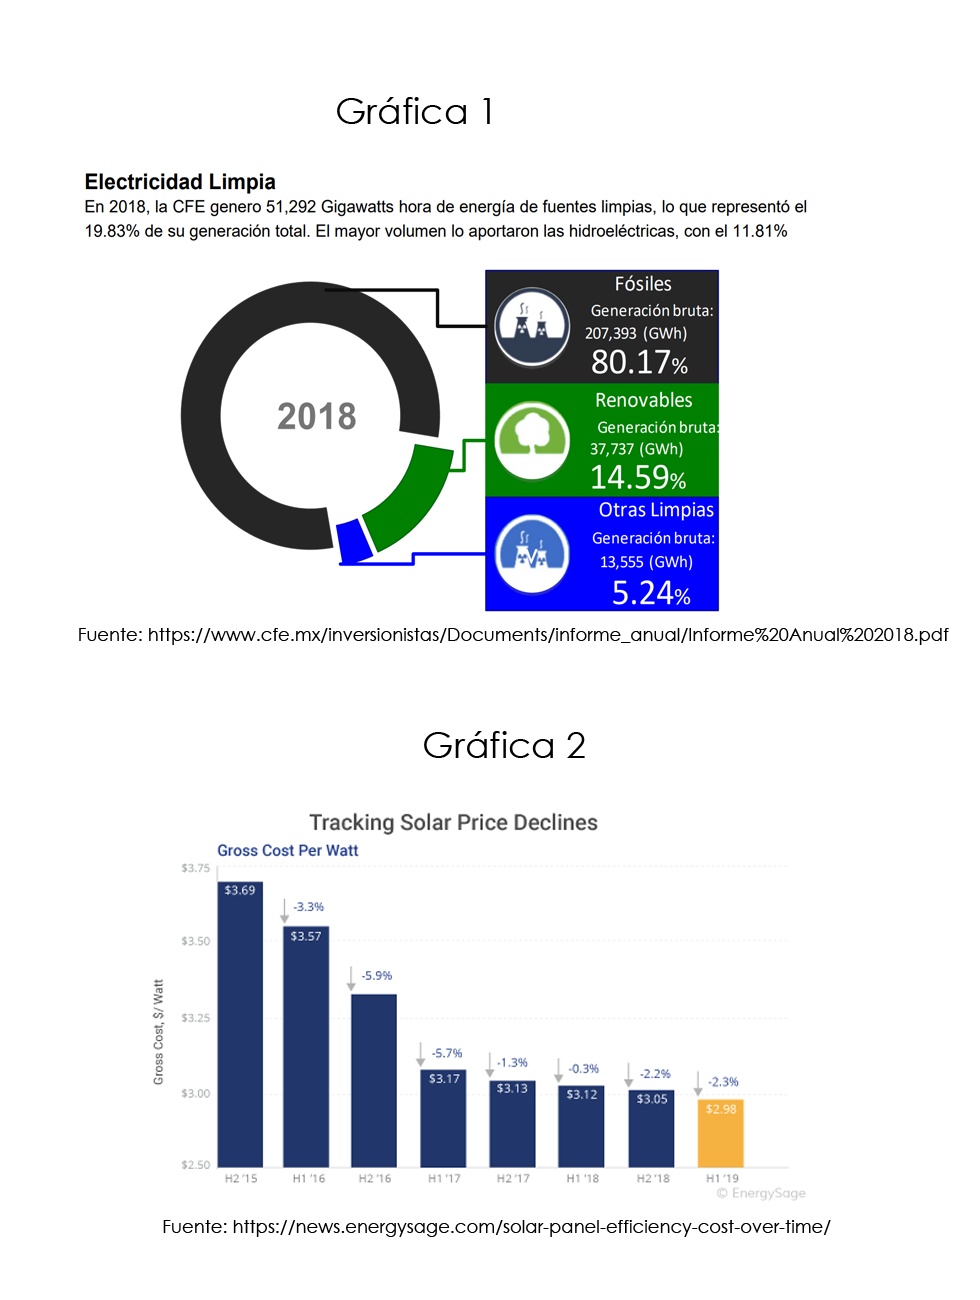 Gráfica 1
Electricidad Limpia
En 2018, la CFE genero 51,292 Gigawatts hora de energía de fuentes limpias, lo que representó el
19.83% de su generación total. El mayor volumen lo aportaron las hidroeléctricas, con el 11.81%
2018
Fósiles
Generación bruta:
207,393 (GWh)
80.17%
Renovables
Generación bruta:
37,737 (GWh)
14.59%
Otras Limpias
Generación bruta:
13,555 (GWh)
5.24%
Fuente: https://www.cfe.mx/inversionistas/Documents/informe_anual/Informe%20Anual%202018.pdf
Gráfica 2
Tracking Solar Price Declines
Gross Cost Per Watt
Gross Cost, $/ Watt
$3.75
$3.50
$3.25
$3.00
$2.50
$3.69
-3.3%
$3.57
-5.9%
-5.7%
$3.17
-1.3%
$3.13
-0.3%
$3.12
-2.2%
$3.05
-2.3%
$2.98
H2 '15 H1 '16 H2 '16 H1 '17 H2 '17 H1 '18 H2 '18 H1 '19
© EnergySage
Fuente: https://news.energysage.com/solar-panel-efficiency-cost-over-time/